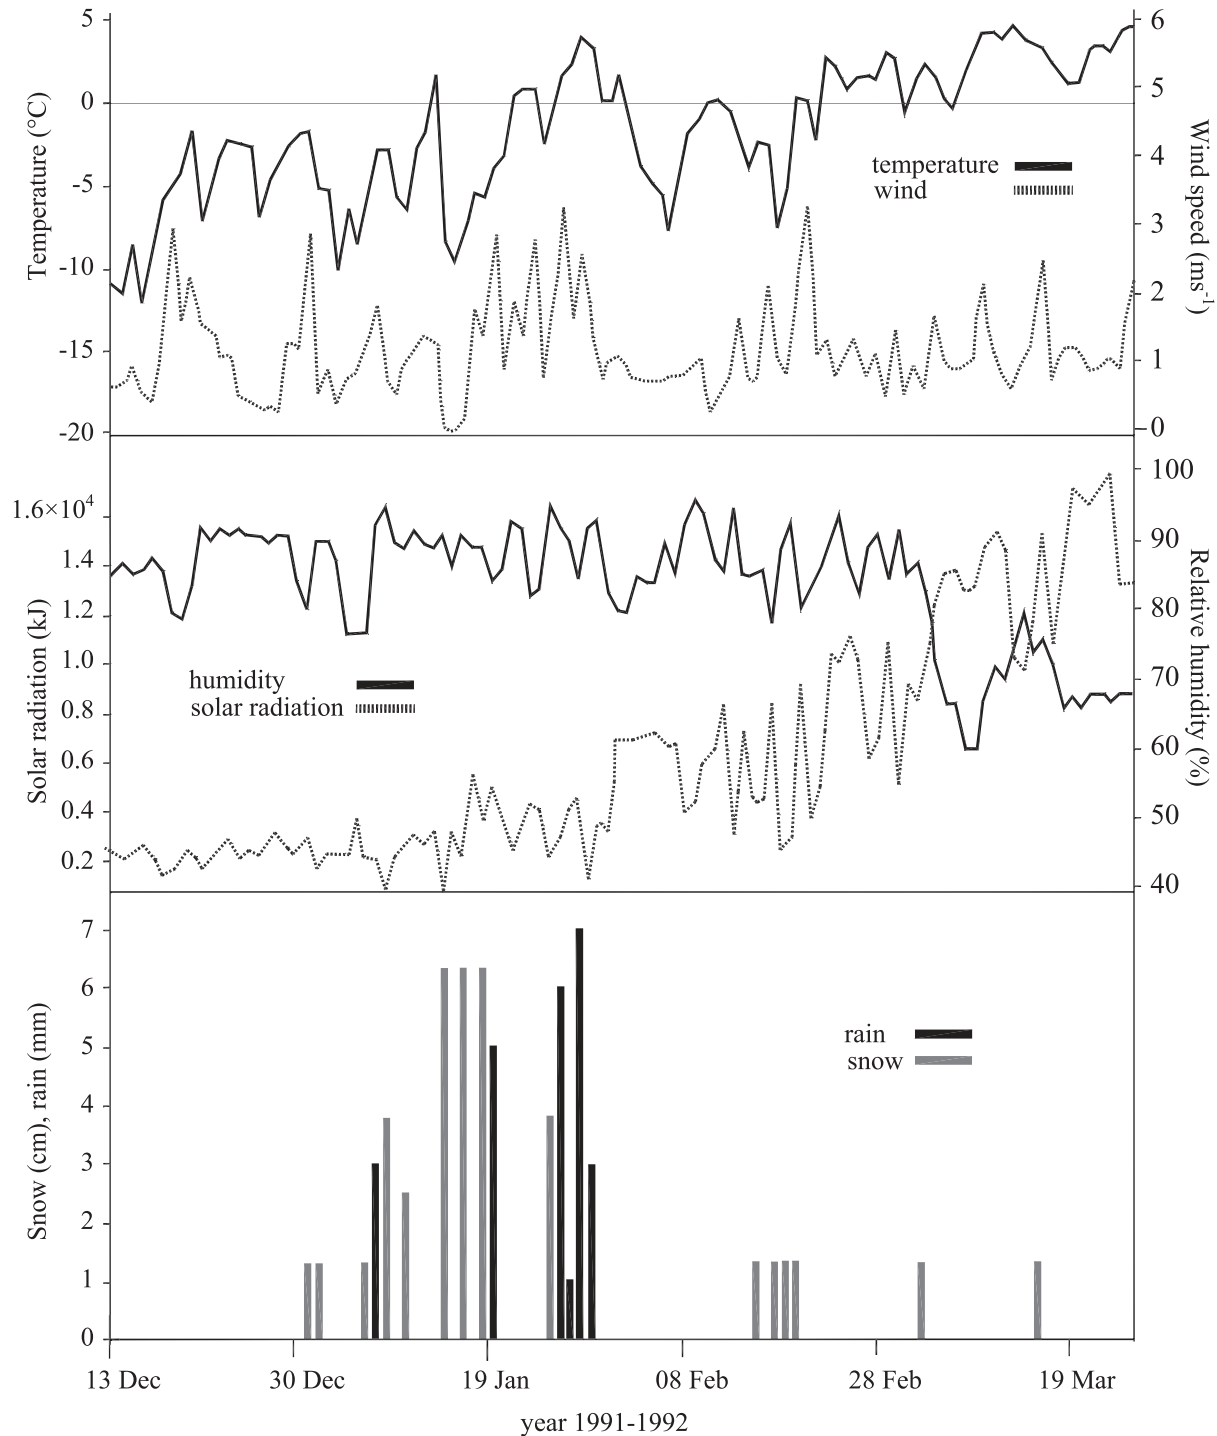 5
0
-5
-10
-15
-20
Temperature (°C)
6
5
4
3
2
1
0
Wind speed (ms⁻¹)
temperature
wind
1.6×10⁴
1.4
1.2
1.0
0.8
0.6
0.4
0.2
Solar radiation (kJ)
100
90
80
70
60
50
40
Relative humidity (%)
humidity
solar radiation
7
6
5
4
3
2
1
0
Snow (cm), rain (mm)
rain
snow
13 Dec 30 Dec 19 Jan 08 Feb 28 Feb 19 Mar
year 1991-1992